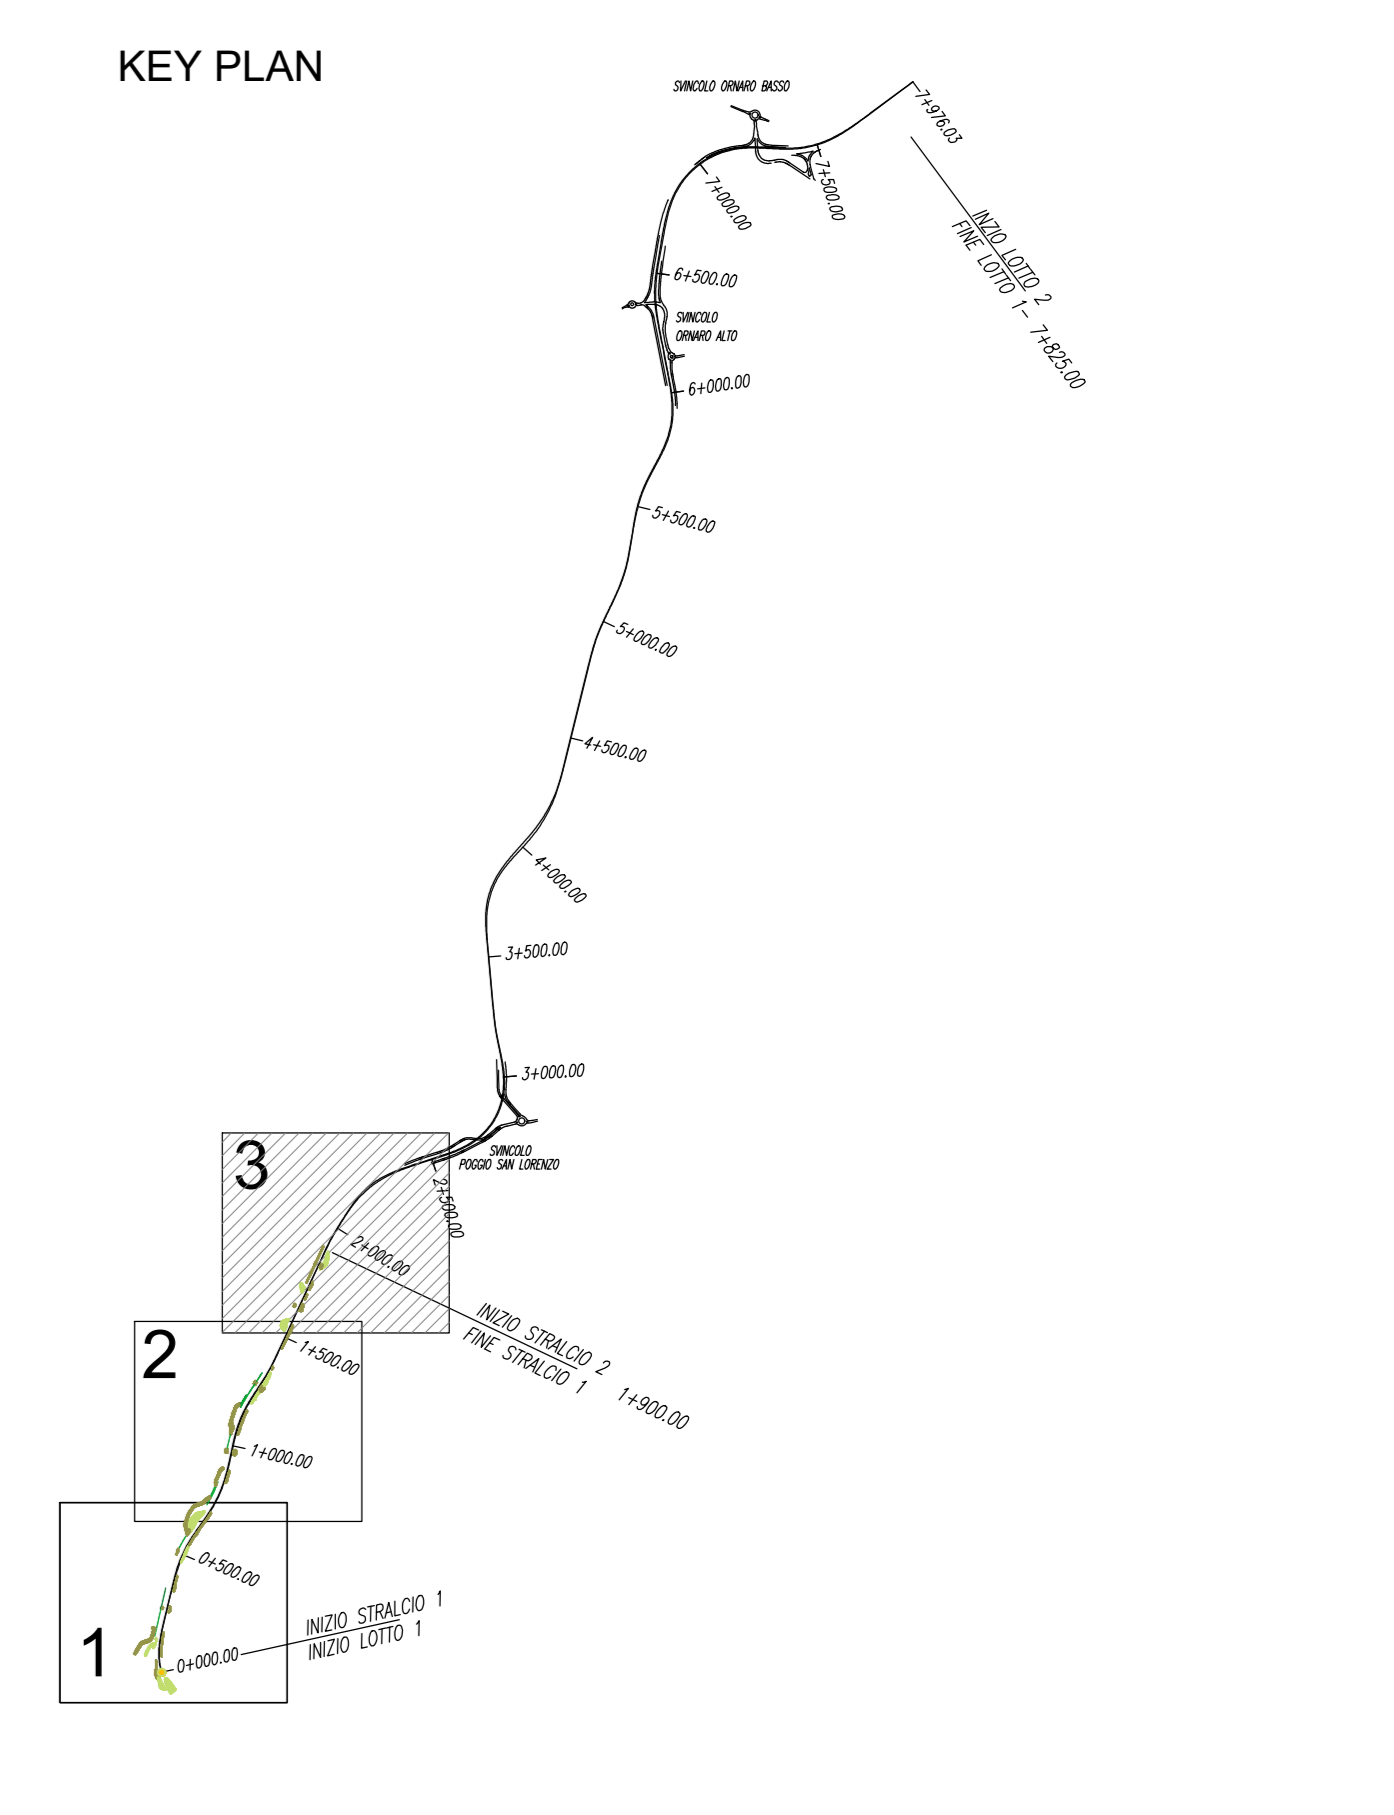 KEY PLAN
SVINCOLO ORNARO BASSO
7+976.03
7+500.00
7+000.00
INZIO LOTTO 2
FINE LOTTO 1- 7+825.00
6+500.00
SVINCOLO
ORNARO ALTO
6+000.00
5+500.00
5+000.00
4+500.00
4+000.00
3+500.00
3+000.00
SVINCOLO
POGGIO SAN LORENZO
3
2+500.00
2+000.00
INIZIO STRALCIO 2
FINE STRALCIO 1 1+900.00
2
1+500.00
1+000.00
0+500.00
INIZIO STRALCIO 1
INIZIO LOTTO 1
1
0+000.00